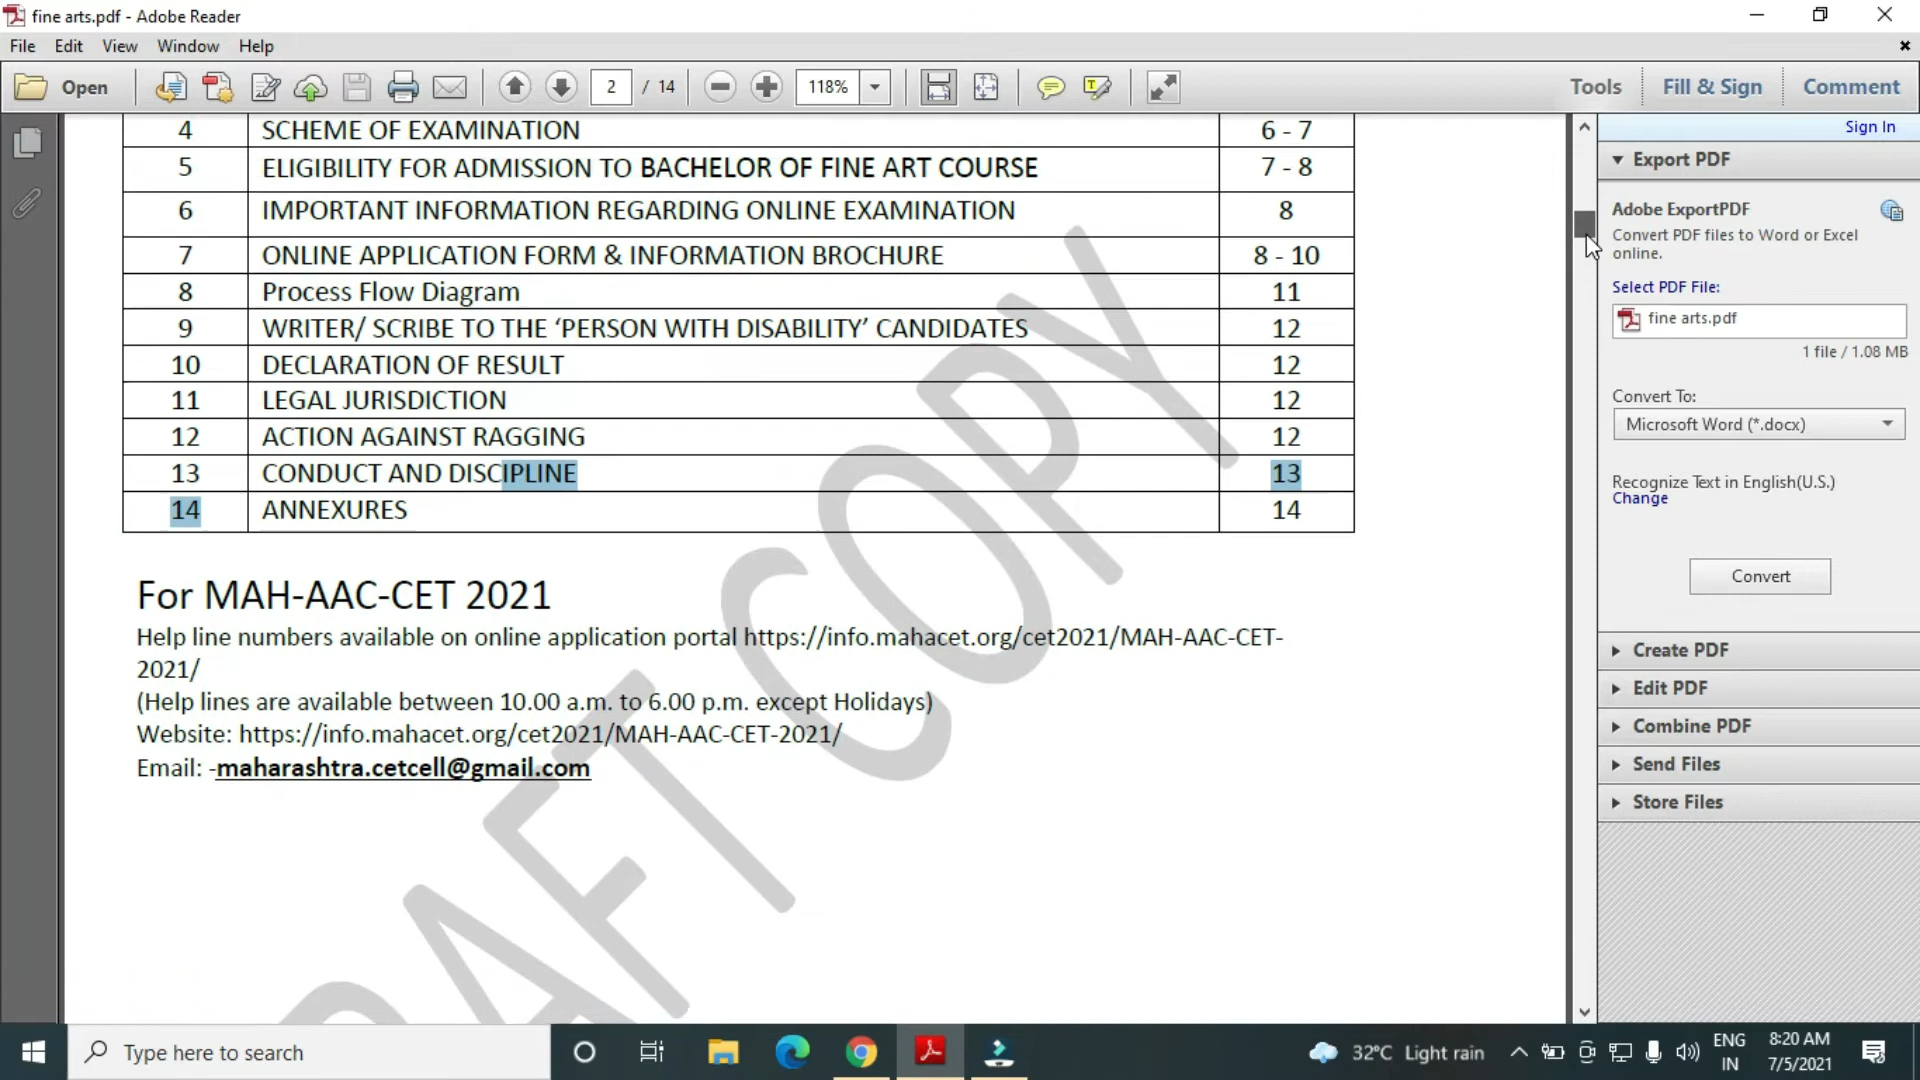 fine arts.pdf - Adobe Reader
File Edit View Window Help
Open 2 / 14 118% Tools Fill & Sign Comment
4 SCHEME OF EXAMINATION 6 - 7
5 ELIGIBILITY FOR ADMISSION TO BACHELOR OF FINE ART COURSE 7 - 8
6 IMPORTANT INFORMATION REGARDING ONLINE EXAMINATION 8
7 ONLINE APPLICATION FORM & INFORMATION BROCHURE 8 - 10
8 Process Flow Diagram 11
9 WRITER/ SCRIBE TO THE ‘PERSON WITH DISABILITY’ CANDIDATES 12
10 DECLARATION OF RESULT 12
11 LEGAL JURISDICTION 12
12 ACTION AGAINST RAGGING 12
13 CONDUCT AND DISCIPLINE 13
14 ANNEXURES 14
For MAH-AAC-CET 2021
Help line numbers available on online application portal https://info.mahacet.org/cet2021/MAH-AAC-CET-
2021/
(Help lines are available between 10.00 a.m. to 6.00 p.m. except Holidays)
Website: https://info.mahacet.org/cet2021/MAH-AAC-CET-2021/
Email: -maharashtra.cetcell@gmail.com
RAFT COPY
Sign In
Export PDF
Adobe ExportPDF
Convert PDF files to Word or Excel
online.
Select PDF File:
fine arts.pdf
1 file / 1.08 MB
Convert To:
Microsoft Word (*.docx)
Recognize Text in English(U.S.)
Change
Convert
Create PDF
Edit PDF
Combine PDF
Send Files
Store Files
Type here to search
32°C Light rain
ENG
IN
8:20 AM
7/5/2021